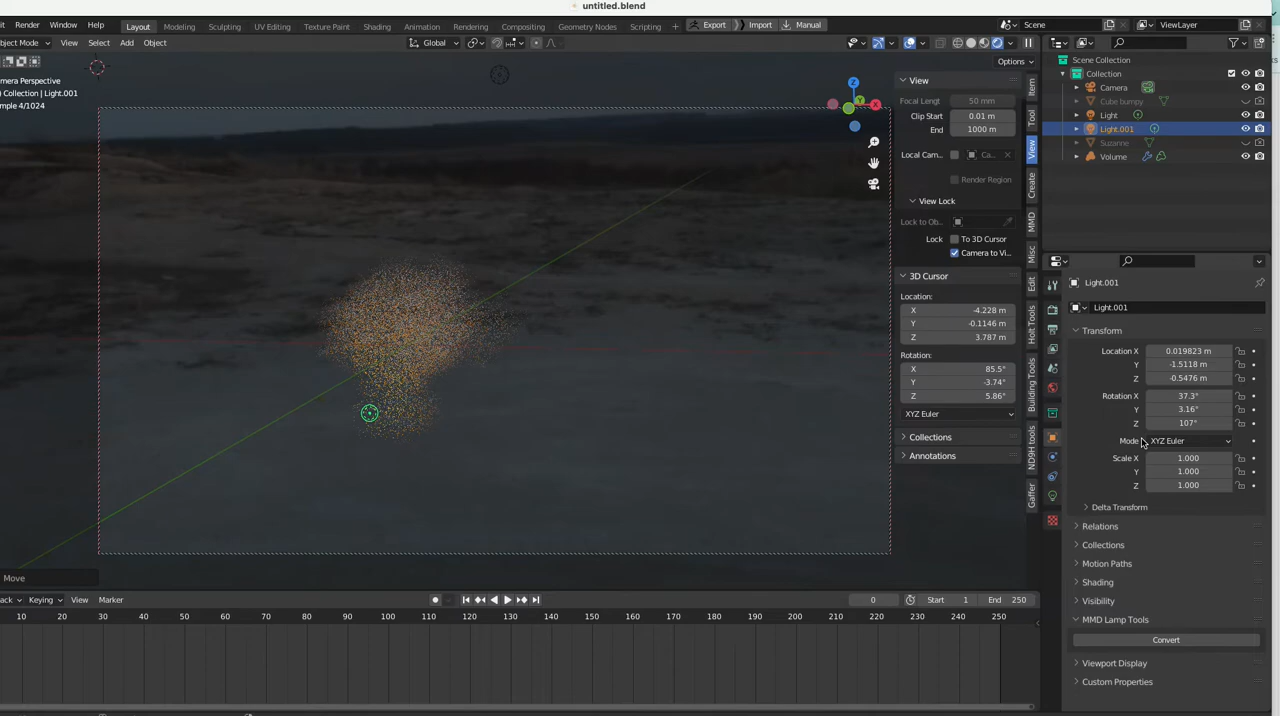 untitled.blend
Render Window Help Layout Modeling Sculpting UV Editing Texture Paint Shading Animation Rendering Compositing Geometry Nodes Scripting Export Import Manual Scene ViewLayer
bject Mode View Select Add Object Global
Options
mera Perspective
) Collection | Light.001
mple 4/1024
Z
Y
X
View
Focal Lengt 50 mm
Clip Start 0.01 m
End 1000 m
Local Cam... Ca...
Render Region
View Lock
Lock to Ob...
Lock To 3D Cursor
Camera to Vi...
3D Cursor
Location:
X -4.228 m
Y -0.1146 m
Z 3.787 m
Rotation:
X 85.5°
Y -3.74°
Z 5.86°
XYZ Euler
Collections
Annotations
Item
Tool
View
Create
MMD
Misc
Edit
Holt Tools
Building Tools
ND9H tools
Gaffer
Scene Collection
Collection
Camera
Cube bumpy
Light
Light.001
Suzanne
Volume
Light.001
Light.001
Transform
Location X 0.019823 m
Y -1.5118 m
Z -0.5476 m
Rotation X 37.3°
Y 3.16°
Z 107°
Mode XYZ Euler
Scale X 1.000
Y 1.000
Z 1.000
Delta Transform
Relations
Collections
Motion Paths
Shading
Visibility
MMD Lamp Tools
Convert
Viewport Display
Custom Properties
Move
ack Keying View Marker 0 Start 1 End 250
10 20 30 40 50 60 70 80 90 100 110 120 130 140 150 160 170 180 190 200 210 220 230 240 250